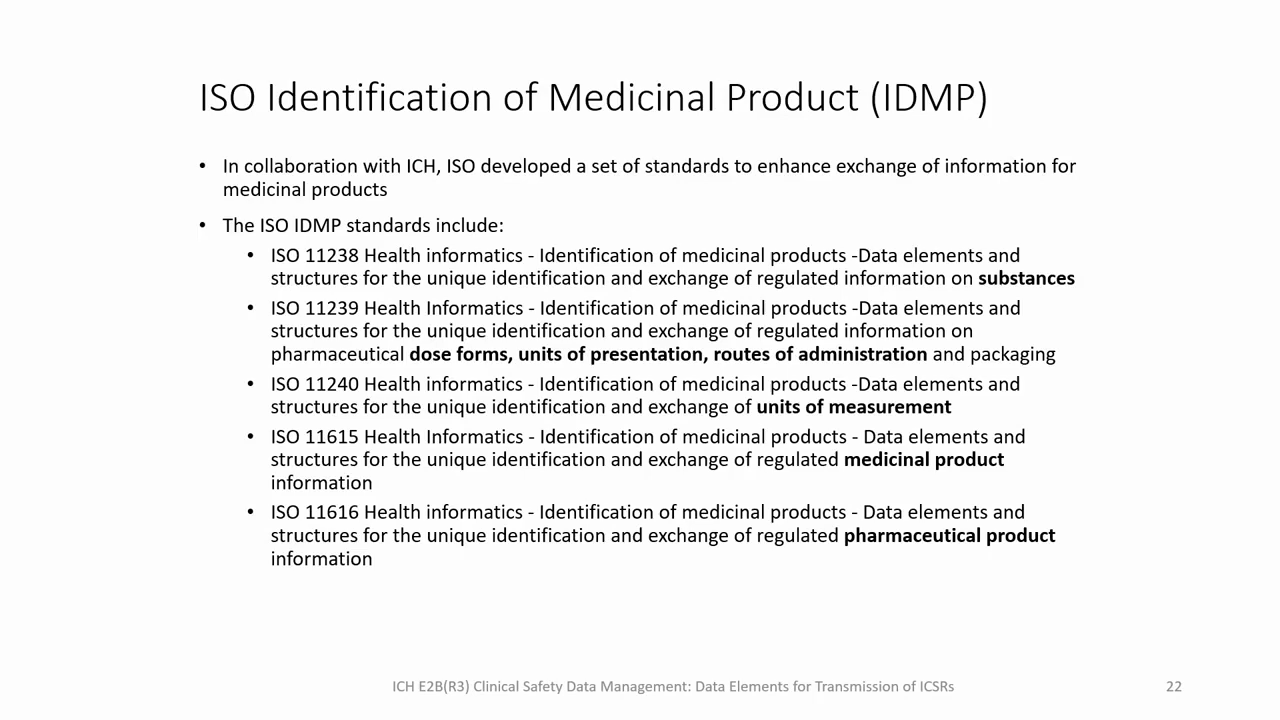 ISO Identification of Medicinal Product (IDMP)
• In collaboration with ICH, ISO developed a set of standards to enhance exchange of information for
medicinal products
• The ISO IDMP standards include:
• ISO 11238 Health informatics - Identification of medicinal products -Data elements and
structures for the unique identification and exchange of regulated information on substances
• ISO 11239 Health Informatics - Identification of medicinal products -Data elements and
structures for the unique identification and exchange of regulated information on
pharmaceutical dose forms, units of presentation, routes of administration and packaging
• ISO 11240 Health informatics - Identification of medicinal products -Data elements and
structures for the unique identification and exchange of units of measurement
• ISO 11615 Health Informatics - Identification of medicinal products - Data elements and
structures for the unique identification and exchange of regulated medicinal product
information
• ISO 11616 Health informatics - Identification of medicinal products - Data elements and
structures for the unique identification and exchange of regulated pharmaceutical product
information
ICH E2B(R3) Clinical Safety Data Management: Data Elements for Transmission of ICSRs
22